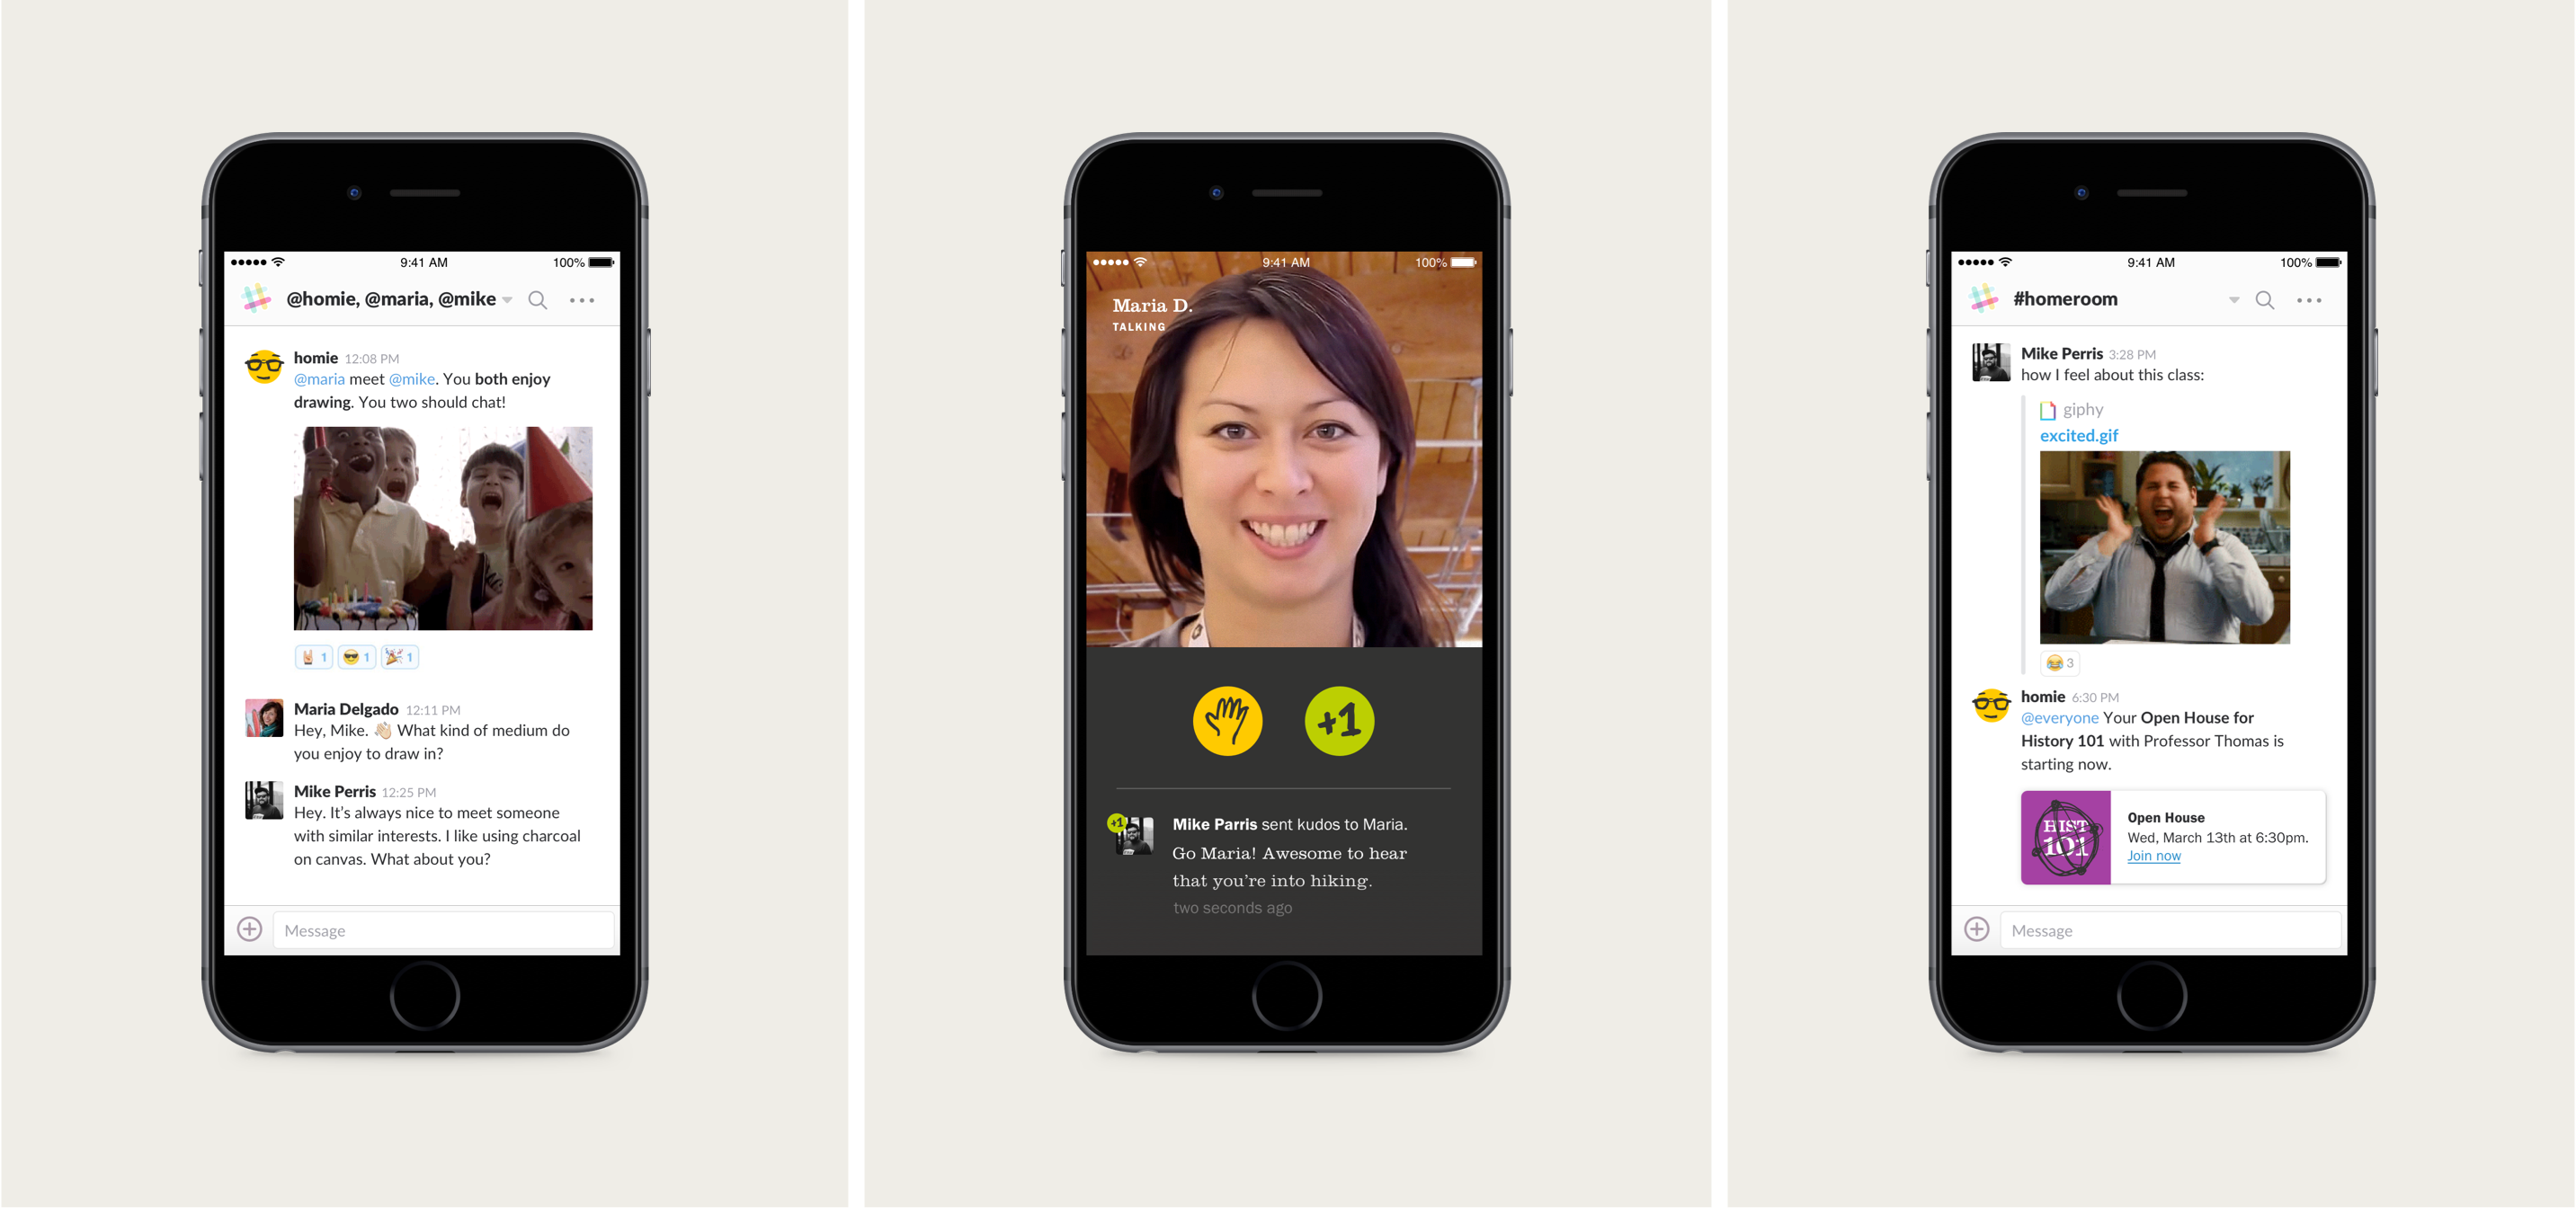 9:41 AM 100%
@homie, @maria, @mike
homie 12:08 PM
@maria meet @mike. You both enjoy
drawing. You two should chat!
1 1 1
Maria Delgado 12:11 PM
Hey, Mike. 👋🏼 What kind of medium do
you enjoy to draw in?
Mike Perris 12:25 PM
Hey. It's always nice to meet someone
with similar interests. I like using charcoal
on canvas. What about you?
Message
9:41 AM 100%
Maria D.
TALKING
+1
+1
Mike Parris sent kudos to Maria.
Go Maria! Awesome to hear
that you're into hiking.
two seconds ago
9:41 AM 100%
#homeroom
Mike Perris 3:28 PM
how I feel about this class:
giphy
excited.gif
3
homie 6:30 PM
@everyone Your Open House for
History 101 with Professor Thomas is
starting now.
HIST
101
Open House
Wed, March 13th at 6:30pm.
Join now
Message